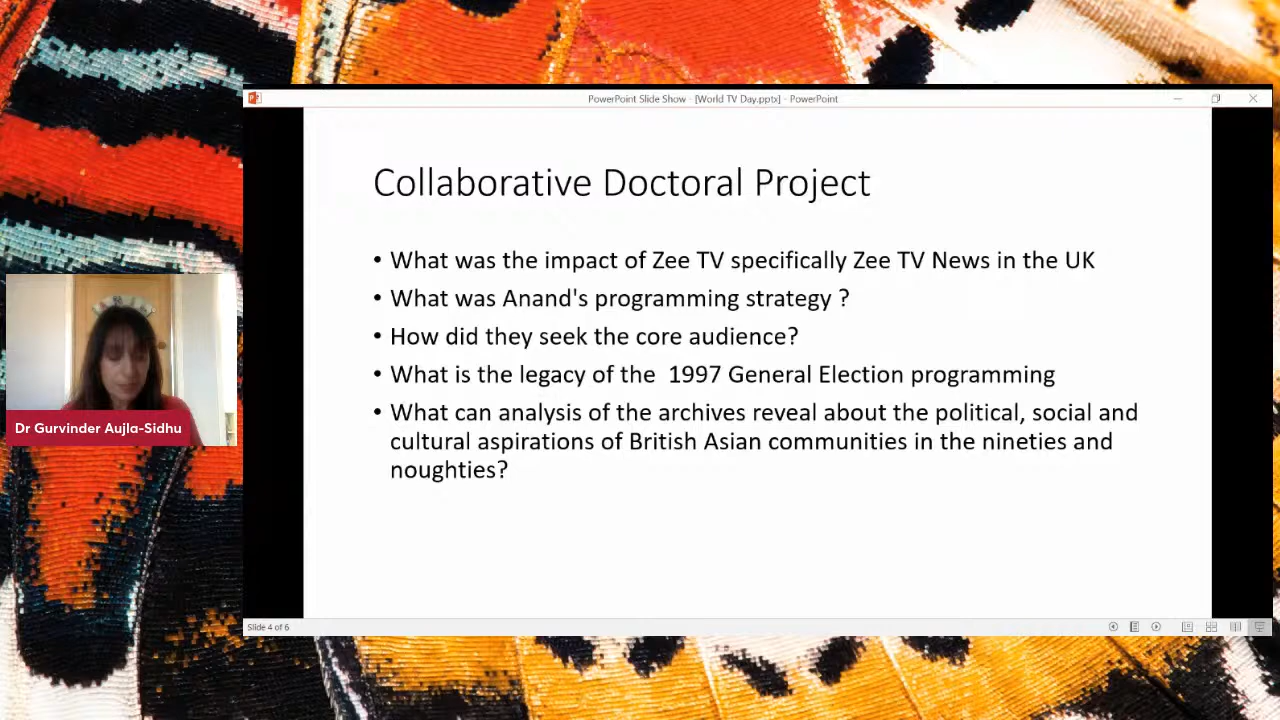 PowerPoint Slide Show - [World TV Day.pptx] - PowerPoint
Collaborative Doctoral Project
• What was the impact of Zee TV specifically Zee TV News in the UK
• What was Anand's programming strategy ?
• How did they seek the core audience?
• What is the legacy of the  1997 General Election programming
• What can analysis of the archives reveal about the political, social and
cultural aspirations of British Asian communities in the nineties and
noughties?
Dr Gurvinder Aujla-Sidhu
Slide 4 of 6